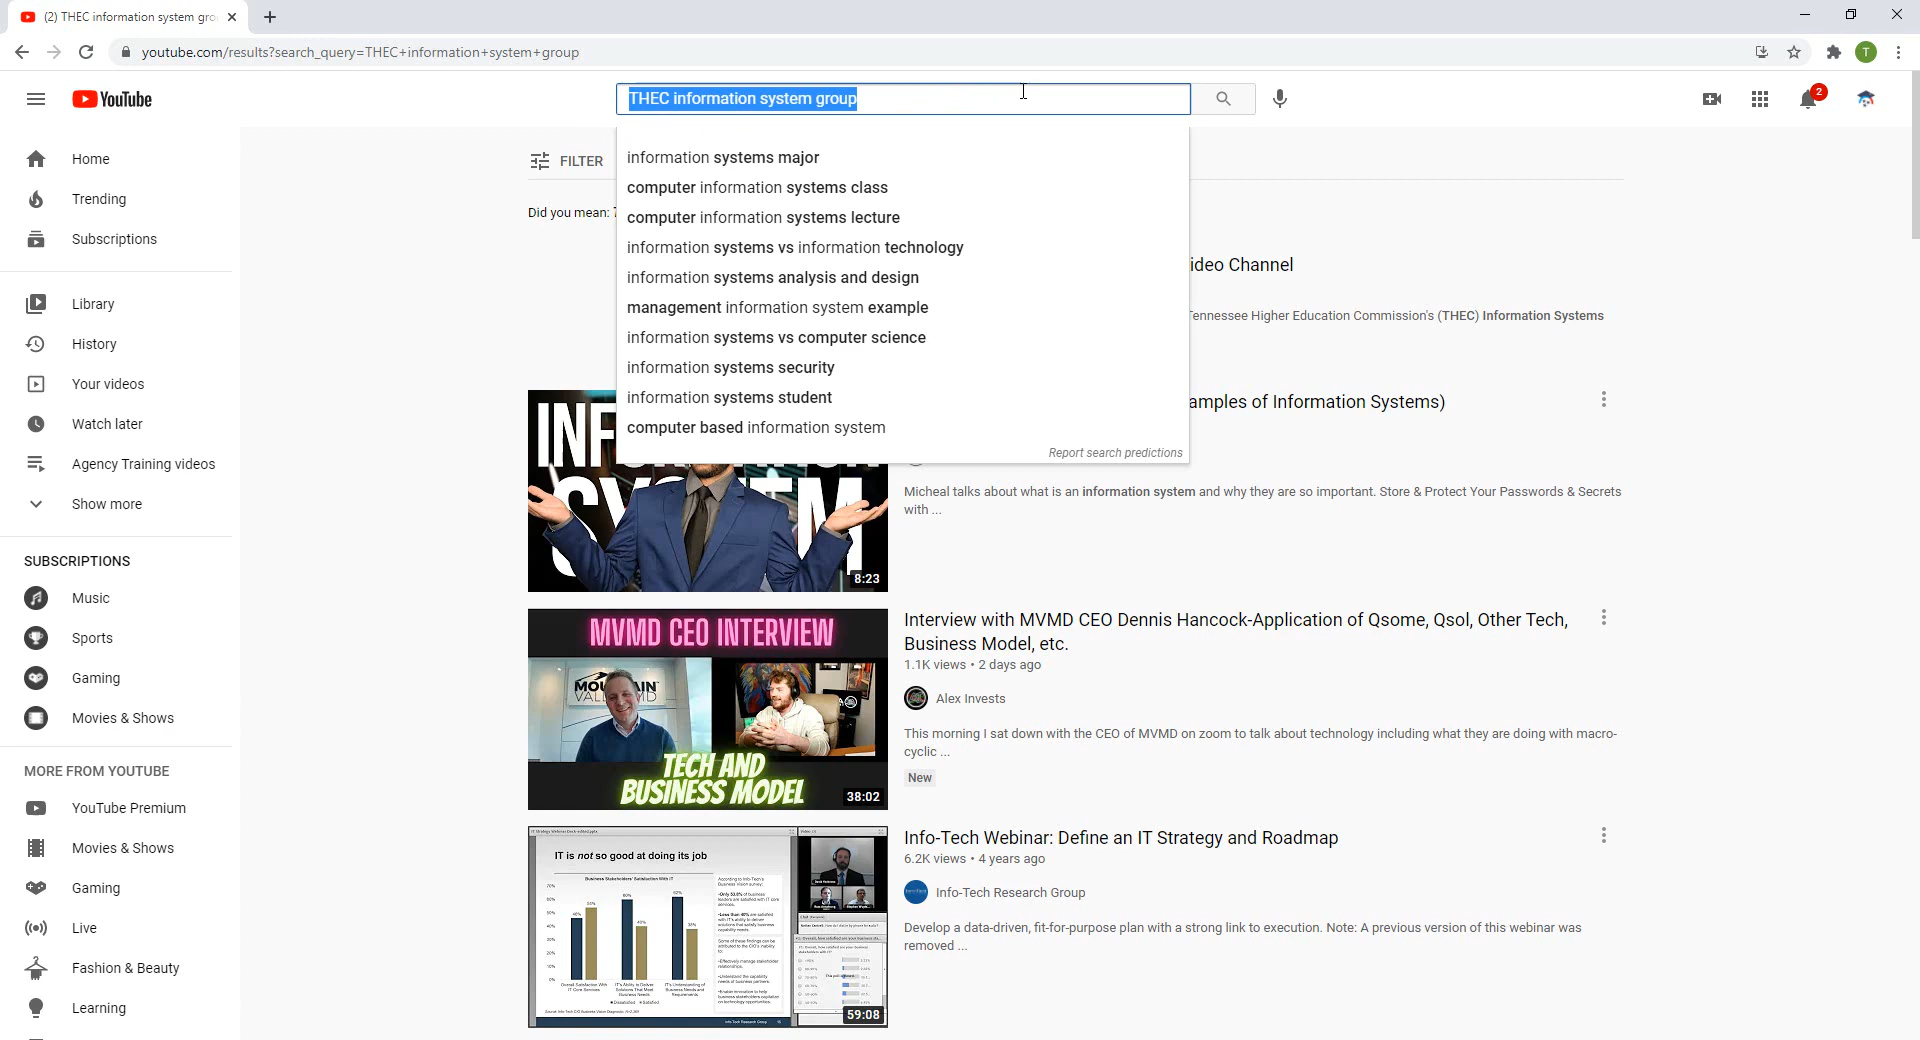 (2) THEC information system gro
youtube.com/results?search_query=THEC+information+system+group
T
YouTube
THEC information system group
2
Home
Trending
Subscriptions
Library
History
Your videos
Watch later
Agency Training videos
Show more
SUBSCRIPTIONS
Music
Sports
Gaming
Movies & Shows
MORE FROM YOUTUBE
YouTube Premium
Movies & Shows
Gaming
Live
Fashion & Beauty
Learning
FILTER
Did you mean:
information systems major
computer information systems class
computer information systems lecture
information systems vs information technology
information systems analysis and design
management information system example
information systems vs computer science
information systems security
information systems student
computer based information system
Report search predictions
ideo Channel
Tennessee Higher Education Commission's (THEC) Information Systems
amples of Information Systems)
8:23
Micheal talks about what is an information system and why they are so important. Store & Protect Your Passwords & Secrets
with ...
MVMD CEO INTERVIEW
TECH AND
BUSINESS MODEL
38:02
Interview with MVMD CEO Dennis Hancock-Application of Qsome, Qsol, Other Tech,
Business Model, etc.
1.1K views • 2 days ago
Alex Invests
This morning I sat down with the CEO of MVMD on zoom to talk about technology including what they are doing with macro-
cyclic ...
New
IT is not so good at doing its job
Business Stakeholders' Satisfaction With IT
59:08
Info-Tech Webinar: Define an IT Strategy and Roadmap
6.2K views • 4 years ago
Info-Tech Research Group
Develop a data-driven, fit-for-purpose plan with a strong link to execution. Note: A previous version of this webinar was
removed ...